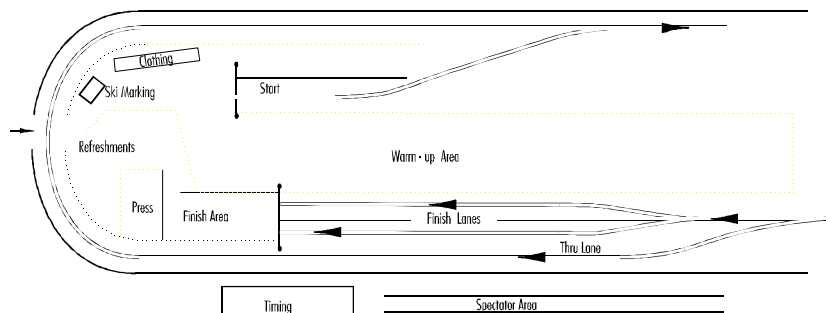 Clothing
Ski Marking
Start
Refreshments
Warm - up Area
Press
Finish Area
Finish Lanes
Thru Lane
Timing
Spectator Area